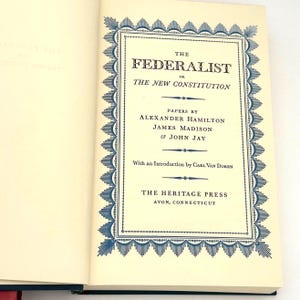 THE
FEDERALIST
OR,
THE NEW CONSTITUTION
PAPERS BY
ALEXANDER HAMILTON
JAMES MADISON
& JOHN JAY
With an Introduction by CARL VAN DOREN
THE HERITAGE PRESS
AVON, CONNECTICUT